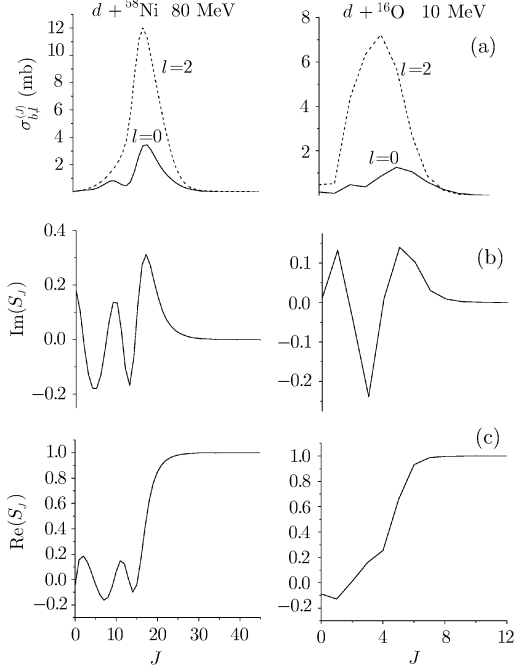 d + ⁵⁸Ni 80 MeV
d + ¹⁶O 10 MeV
(a)
σ_{b,l}^{(J)} (mb)
12
10
8
6
4
2
l=2
l=0
8
6
4
2
l=2
l=0
(b)
Im(S_J)
0.4
0.2
0.0
−0.2
0.1
0.0
−0.1
−0.2
(c)
Re(S_J)
1.0
0.8
0.6
0.4
0.2
0.0
−0.2
1.0
0.8
0.6
0.4
0.2
0.0
−0.2
0 10 20 30 40
J
0 4 8 12
J